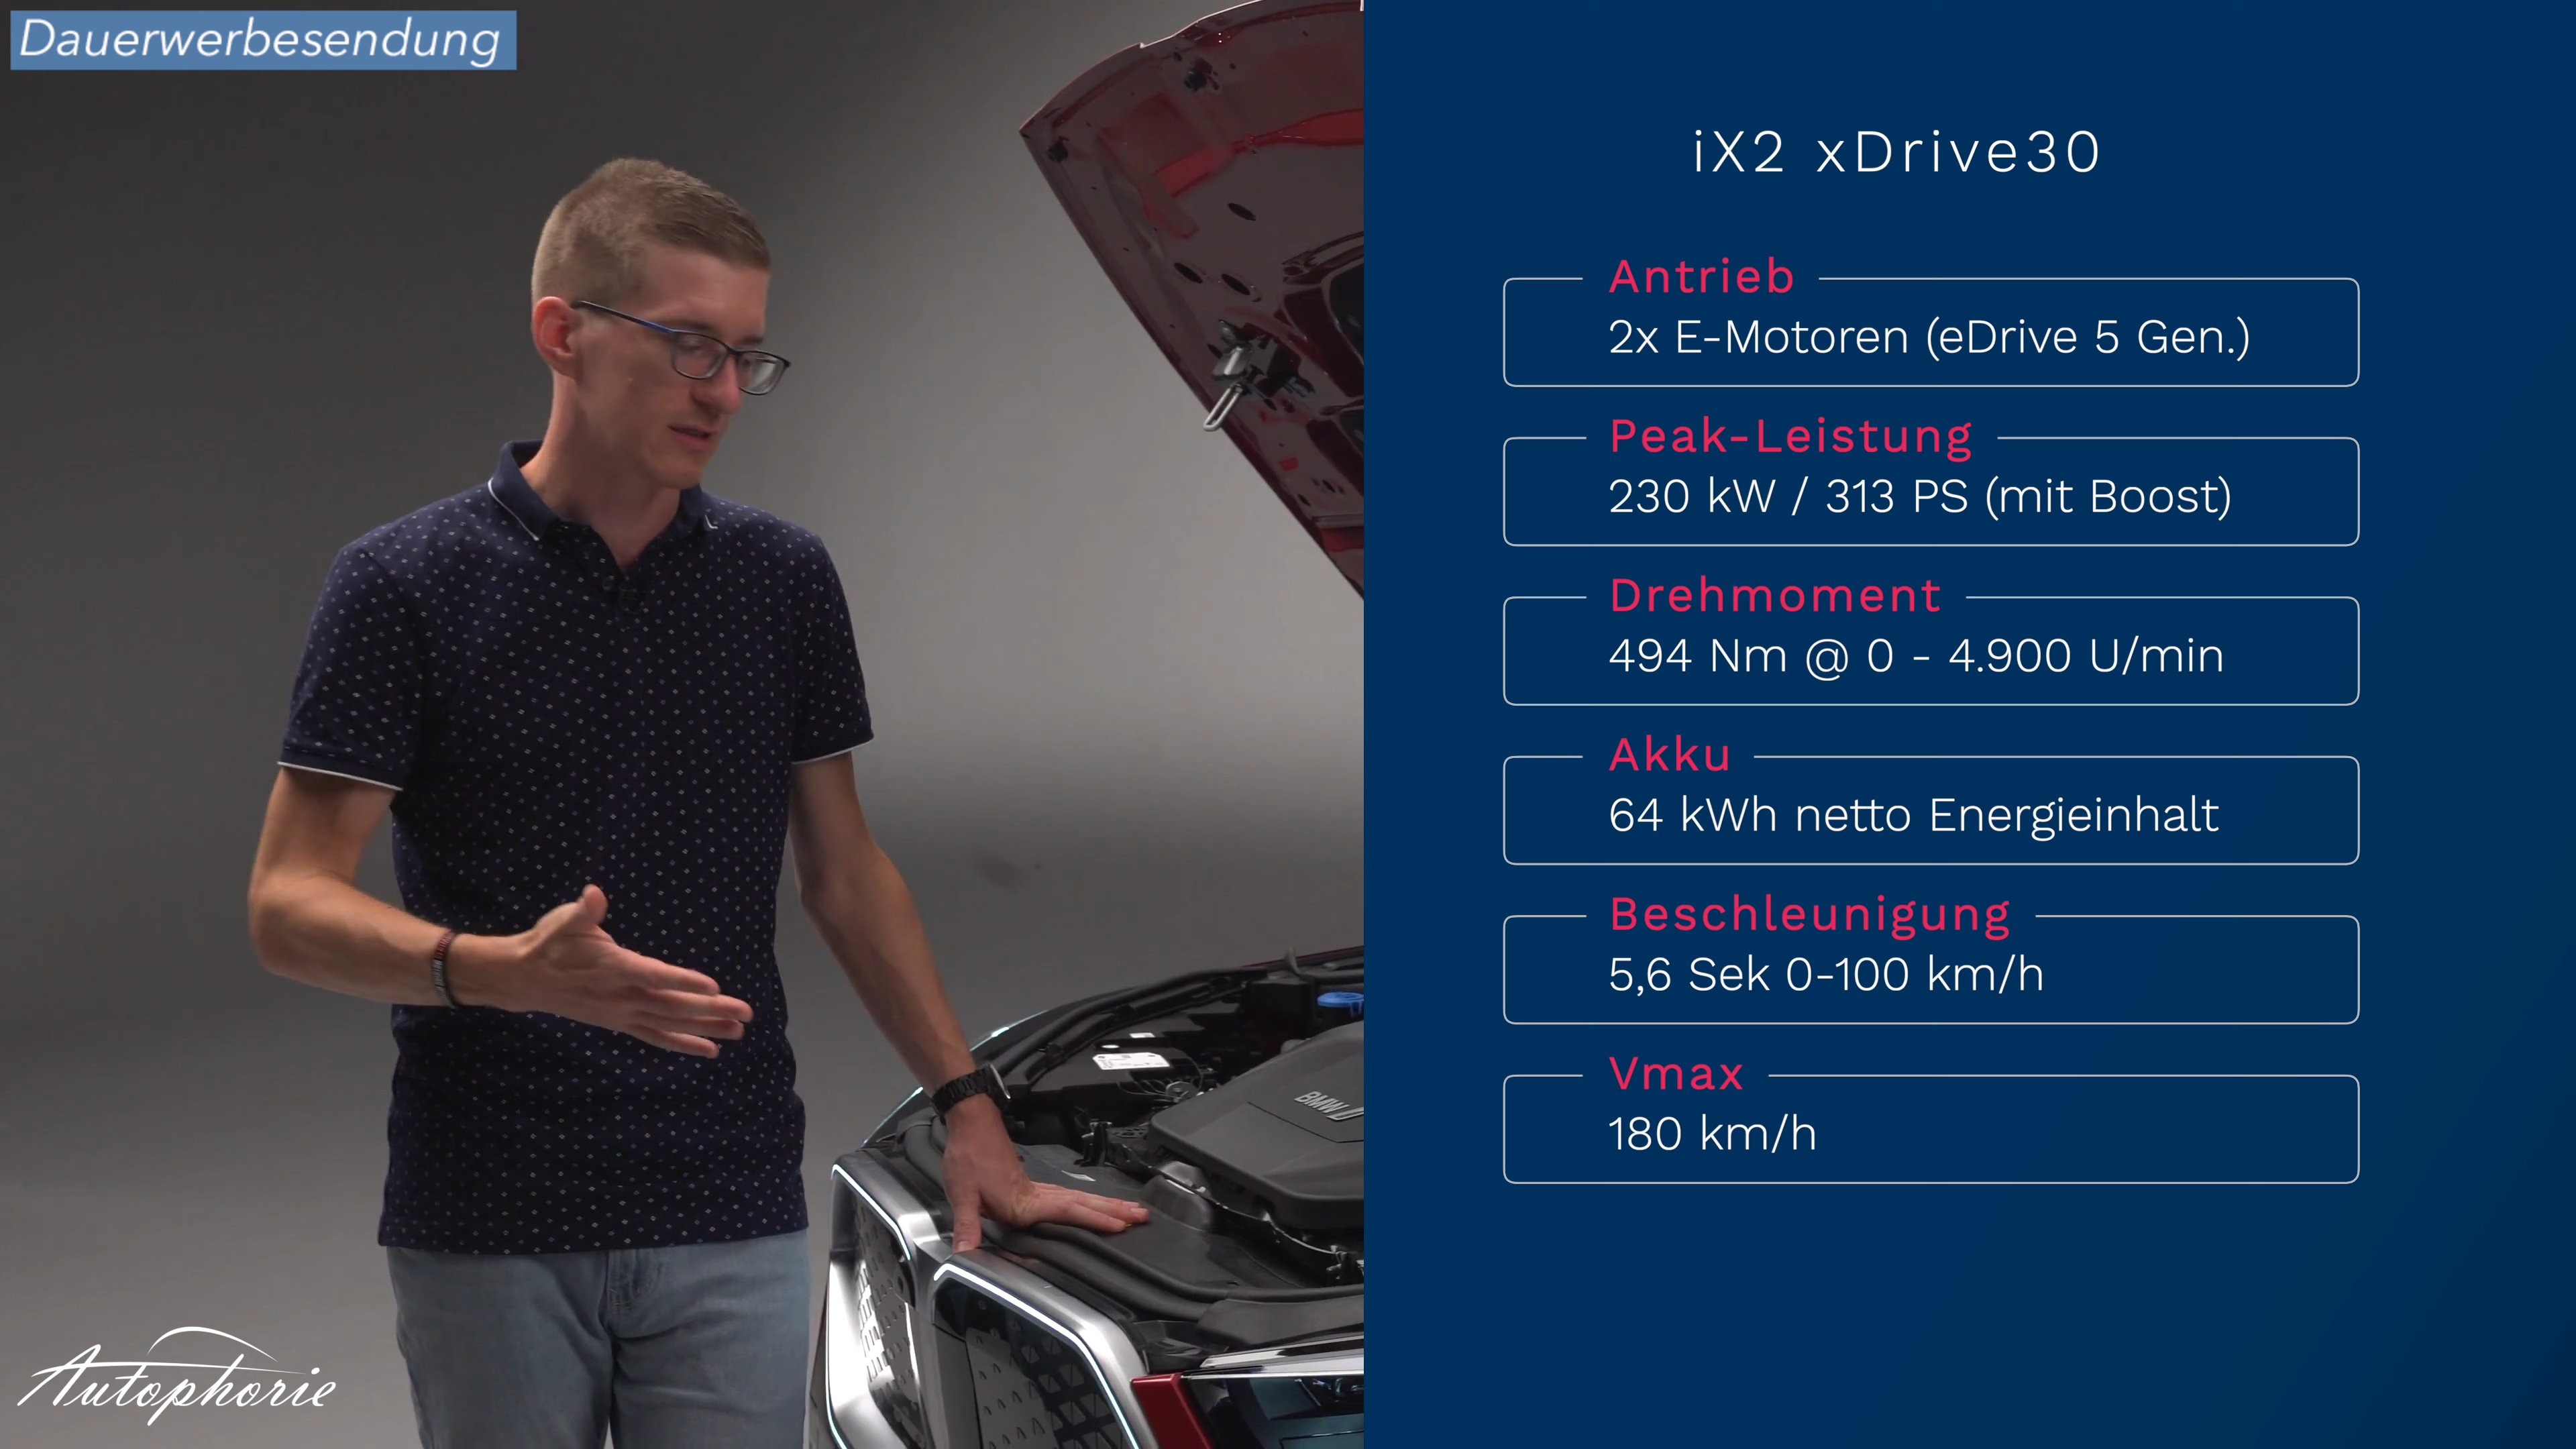 Dauerwerbesendung
iX2 xDrive30
Antrieb
2x E-Motoren (eDrive 5 Gen.)
Peak-Leistung
230 kW / 313 PS (mit Boost)
Drehmoment
494 Nm @ 0 - 4.900 U/min
Akku
64 kWh netto Energieinhalt
Beschleunigung
5,6 Sek 0-100 km/h
Vmax
180 km/h
BMW
Autophorie